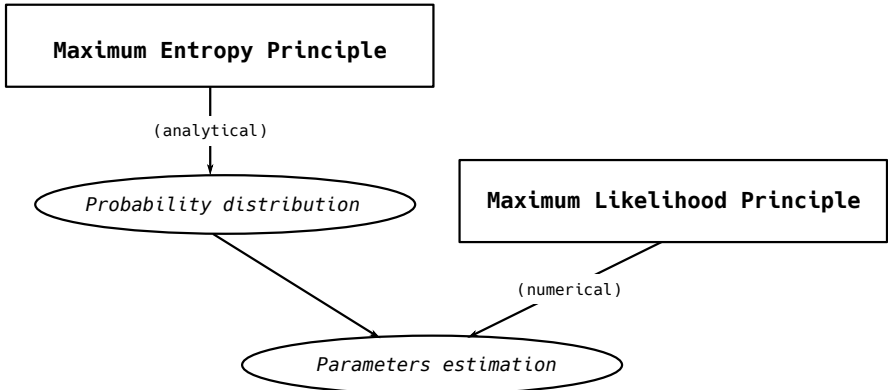 Maximum Entropy Principle
(analytical)
Probability distribution
Maximum Likelihood Principle
(numerical)
Parameters estimation